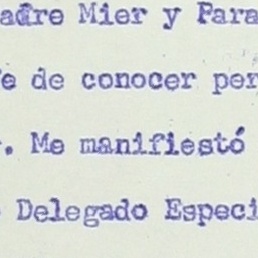 adre Mier y Para
e de conocer per
. Me manifiestó
Delegado Especi